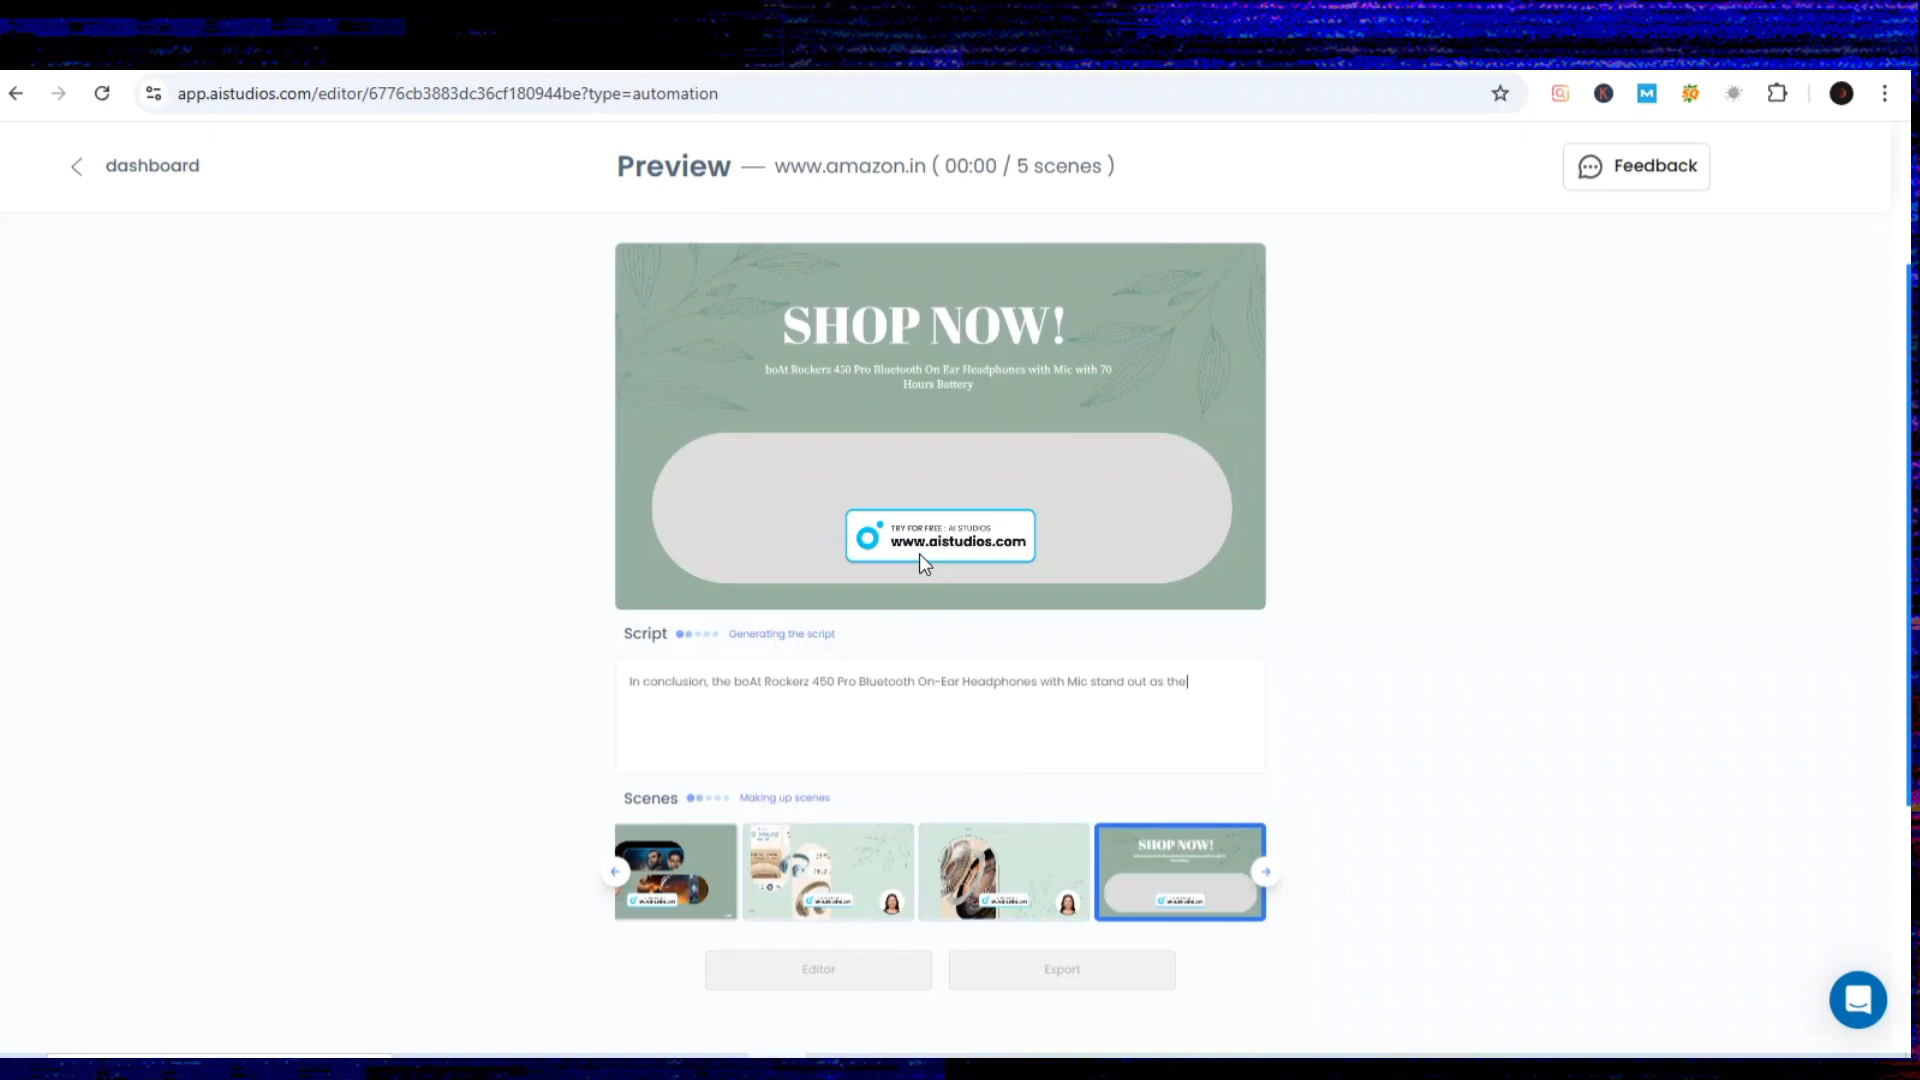 app.aistudios.com/editor/6776cb3883dc36cf180944be?type=automation
dashboard
Preview — www.amazon.in ( 00:00 / 5 scenes )
Feedback
SHOP NOW!
boAt Rockerz 450 Pro Bluetooth On Ear Headphones with Mic with 70
Hours Battery
TRY FOR FREE : AI STUDIOS
www.aistudios.com
Script
Generating the script
In conclusion, the boAt Rockerz 450 Pro Bluetooth On-Ear Headphones with Mic stand out as the
Scenes
Making up scenes
SHOP NOW!
Editor
Export